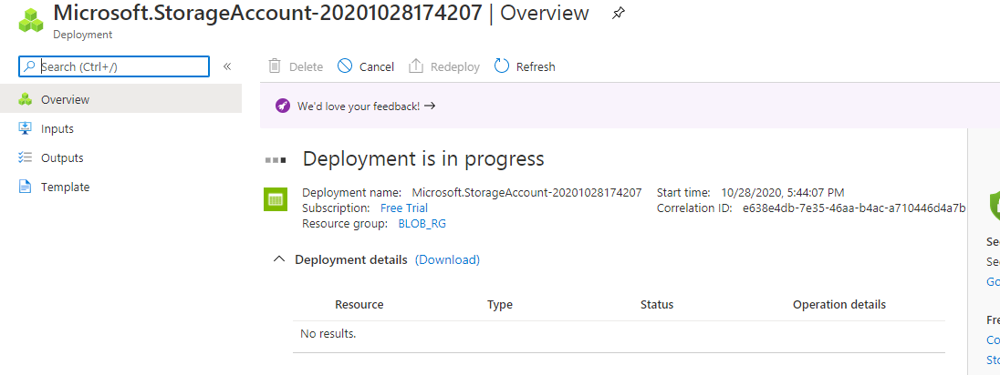 Microsoft.StorageAccount-20201028174207 | Overview
Deployment
Search (Ctrl+/)
«
Delete
Cancel
Redeploy
Refresh
Overview
Inputs
Outputs
Template
We'd love your feedback! →
Deployment is in progress
Deployment name: Microsoft.StorageAccount-20201028174207
Subscription: Free Trial
Resource group: BLOB_RG
Start time: 10/28/2020, 5:44:07 PM
Correlation ID: e638e4db-7e35-46aa-b4ac-a710446d4a7b
Deployment details (Download)
Resource Type Status Operation details
No results.
Se
Se
Go
Fre
Co
Sto